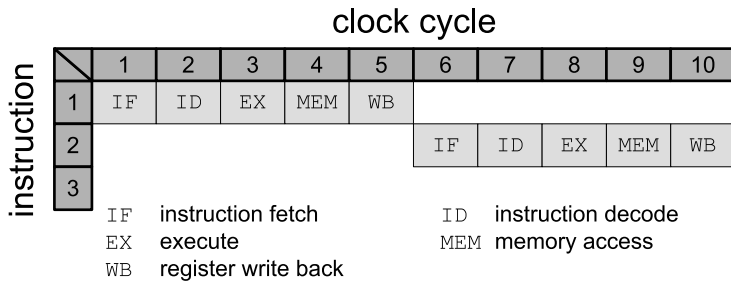 clock cycle
1 2 3 4 5 6 7 8 9 10
instruction
1 IF ID EX MEM WB
2 IF ID EX MEM WB
3
IF instruction fetch ID instruction decode
EX execute MEM memory access
WB register write back